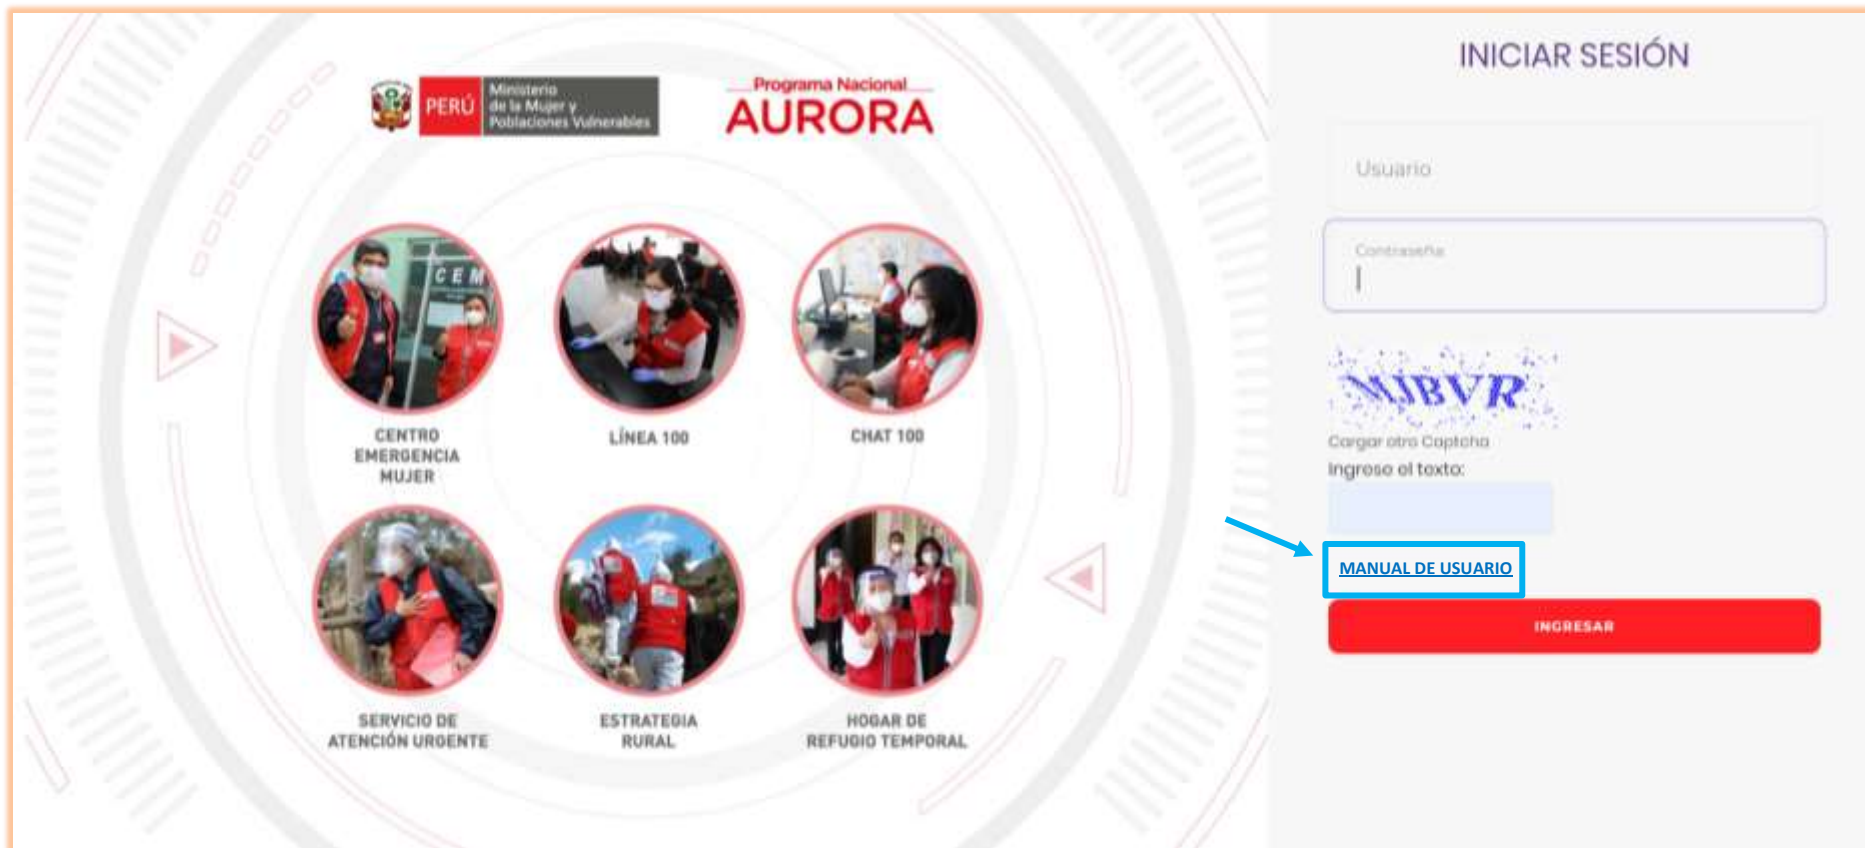 PERÚ
Ministerio
de la Mujer y
Poblaciones Vulnerables
Programa Nacional
AURORA
CEM
CENTRO
EMERGENCIA
MUJER
LÍNEA 100
CHAT 100
SERVICIO DE
ATENCIÓN URGENTE
ESTRATEGIA
RURAL
HOGAR DE
REFUGIO TEMPORAL
INICIAR SESIÓN
Usuario
Contraseña
Cargar otro Captcha
Ingrese el texto:
MANUAL DE USUARIO
INGRESAR